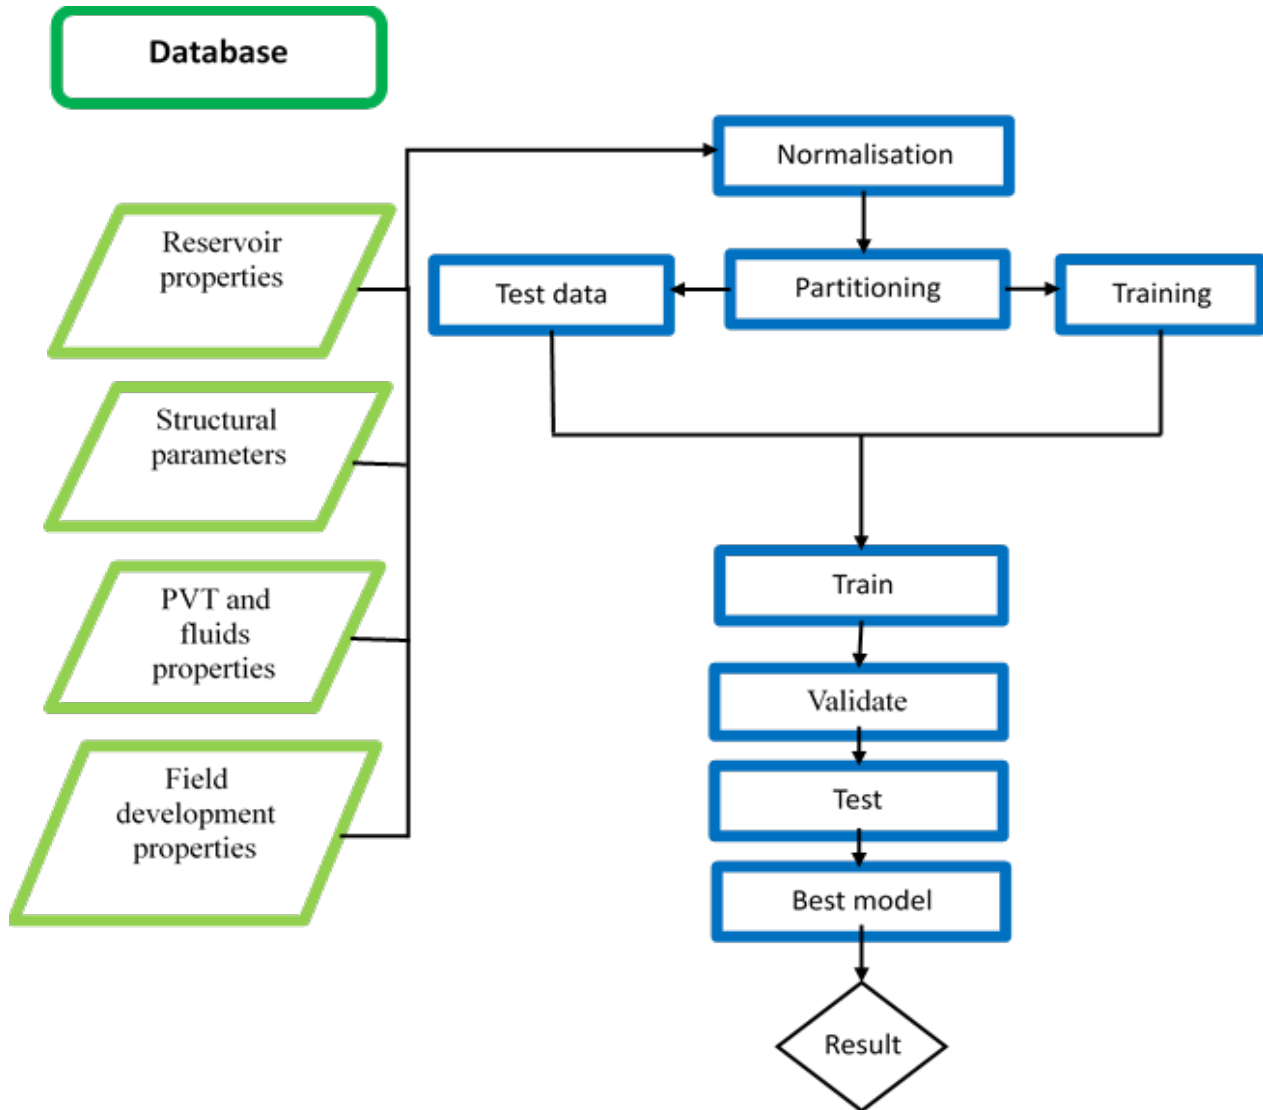 Database
Reservoir
properties
Structural
parameters
PVT and
fluids
properties
Field
development
properties
Normalisation
Test data
Partitioning
Training
Train
Validate
Test
Best model
Result